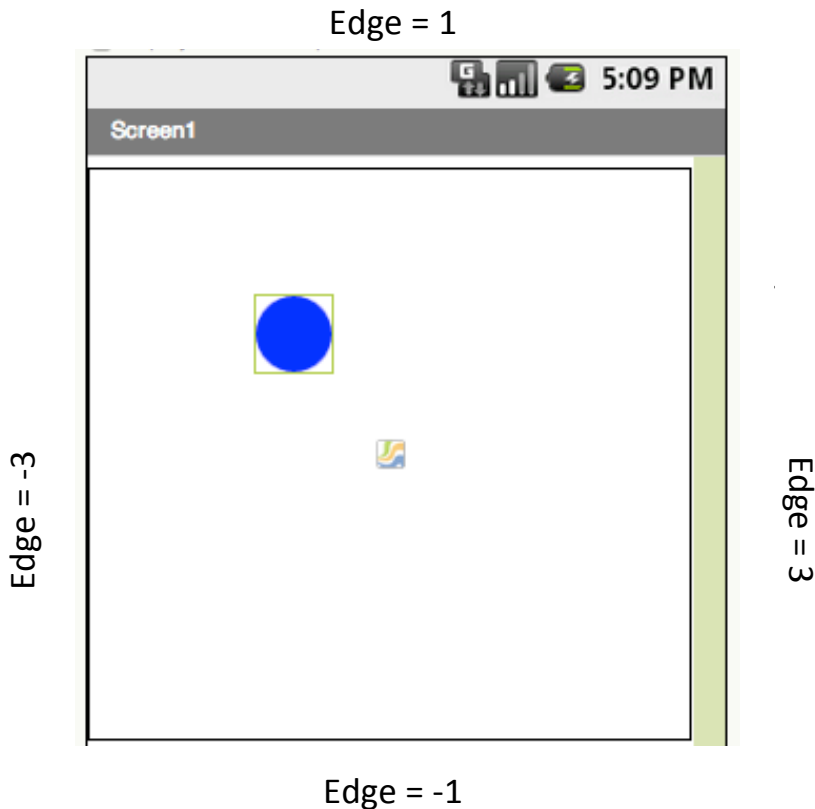 Edge = 1
5:09 PM
Screen1
Edge = -3
Edge = 3
Edge = -1